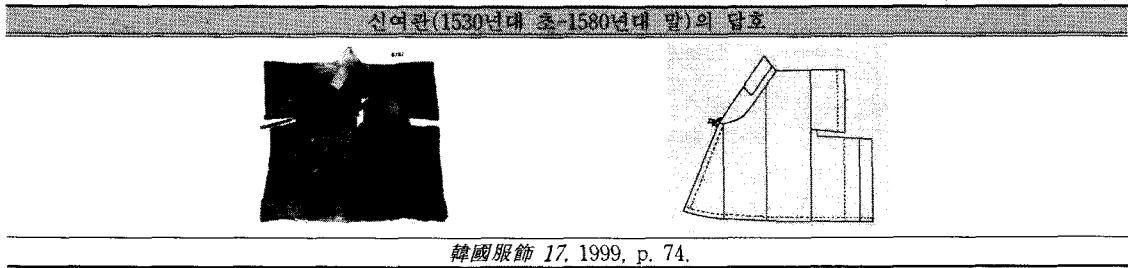 신여관(1530년대 초-1580년대 말)의 답호
韓國服飾 17, 1999, p. 74.